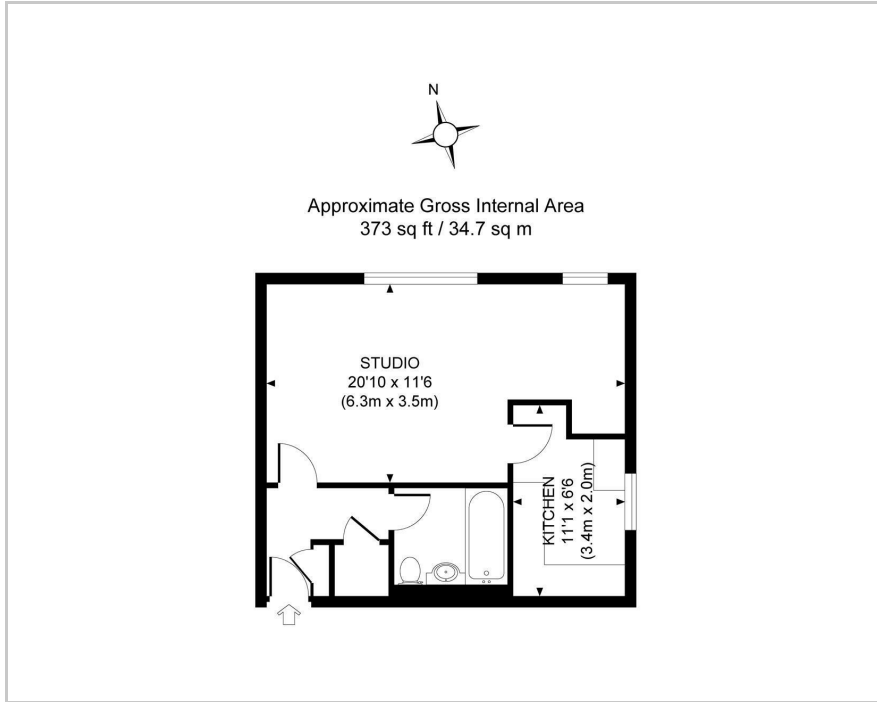 N
Approximate Gross Internal Area
373 sq ft / 34.7 sq m
STUDIO
20'10 x 11'6
(6.3m x 3.5m)
KITCHEN
11'1 x 6'6
(3.4m x 2.0m)